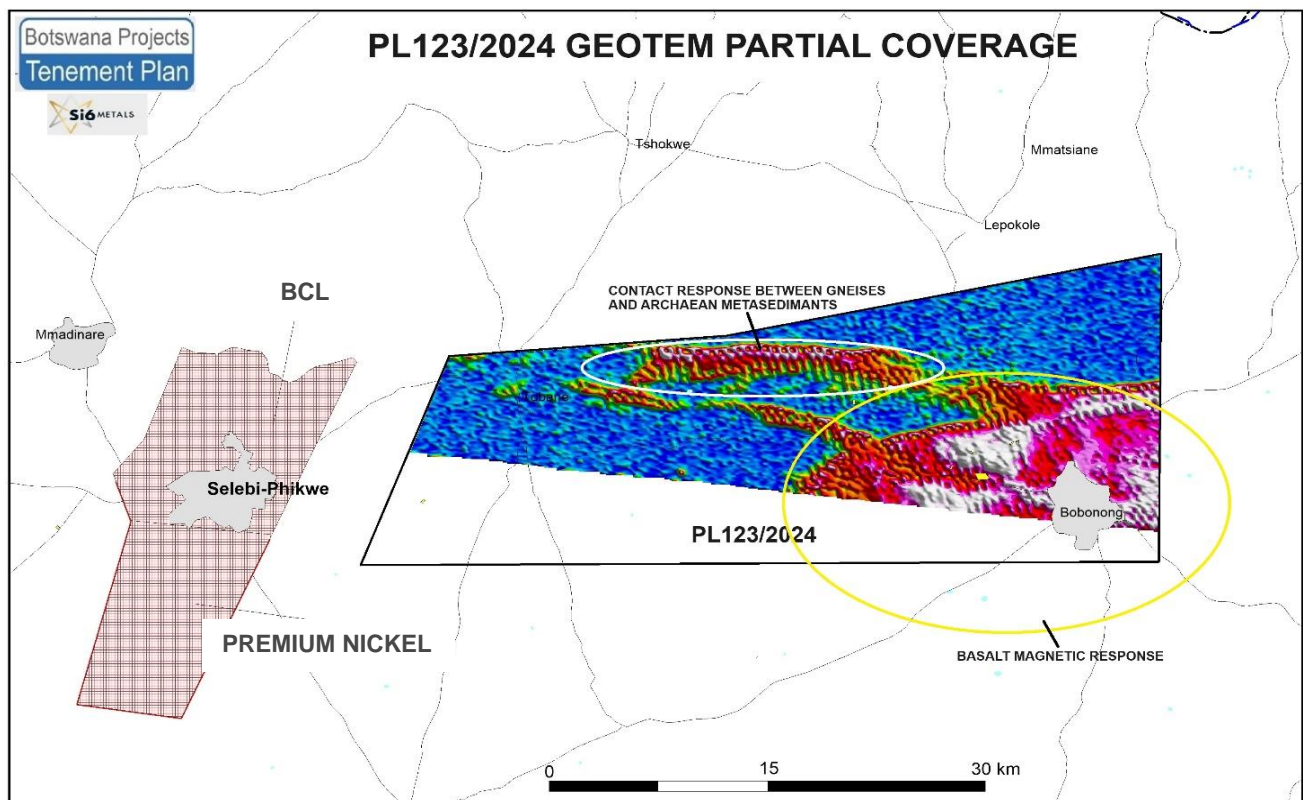 Botswana Projects
Tenement Plan
Si6 METALS
PL123/2024 GEOTEM PARTIAL COVERAGE
Tshokwe
Mmatsiane
Lepokole
CONTACT RESPONSE BETWEEN GNEISES
AND ARCHAEAN METASEDIMANTS
BCL
Mmadinare
Tobane
Selebi-Phikwe
Bobonong
PL123/2024
PREMIUM NICKEL
BASALT MAGNETIC RESPONSE
0 15 30 km